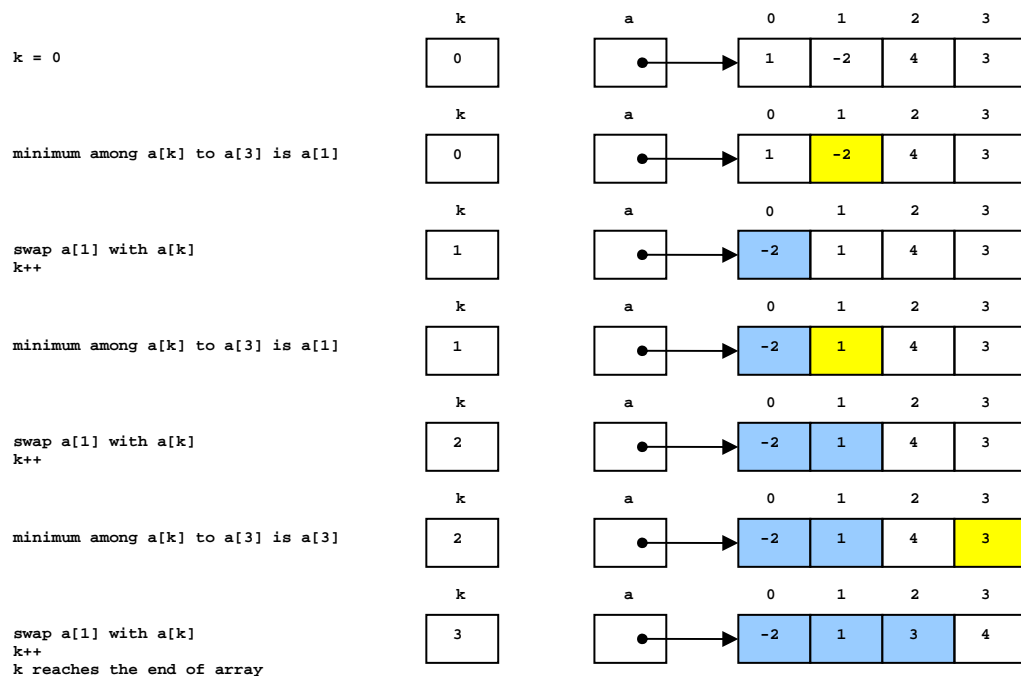 k a 0 1 2 3
k = 0 0 1 -2 4 3
k a 0 1 2 3
minimum among a[k] to a[3] is a[1] 0 1 -2 4 3
k a 0 1 2 3
swap a[1] with a[k] 1 -2 1 4 3
k++
k a 0 1 2 3
minimum among a[k] to a[3] is a[1] 1 -2 1 4 3
k a 0 1 2 3
swap a[1] with a[k] 2 -2 1 4 3
k++
k a 0 1 2 3
minimum among a[k] to a[3] is a[3] 2 -2 1 4 3
k a 0 1 2 3
swap a[1] with a[k] 3 -2 1 3 4
k++
k reaches the end of array